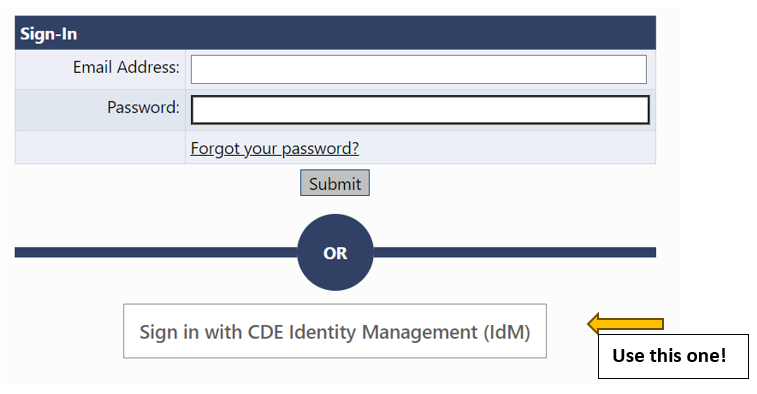 Sign-In
Email Address:
Password:
Forgot your password?
Submit
OR
Sign in with CDE Identity Management (IdM)
Use this one!